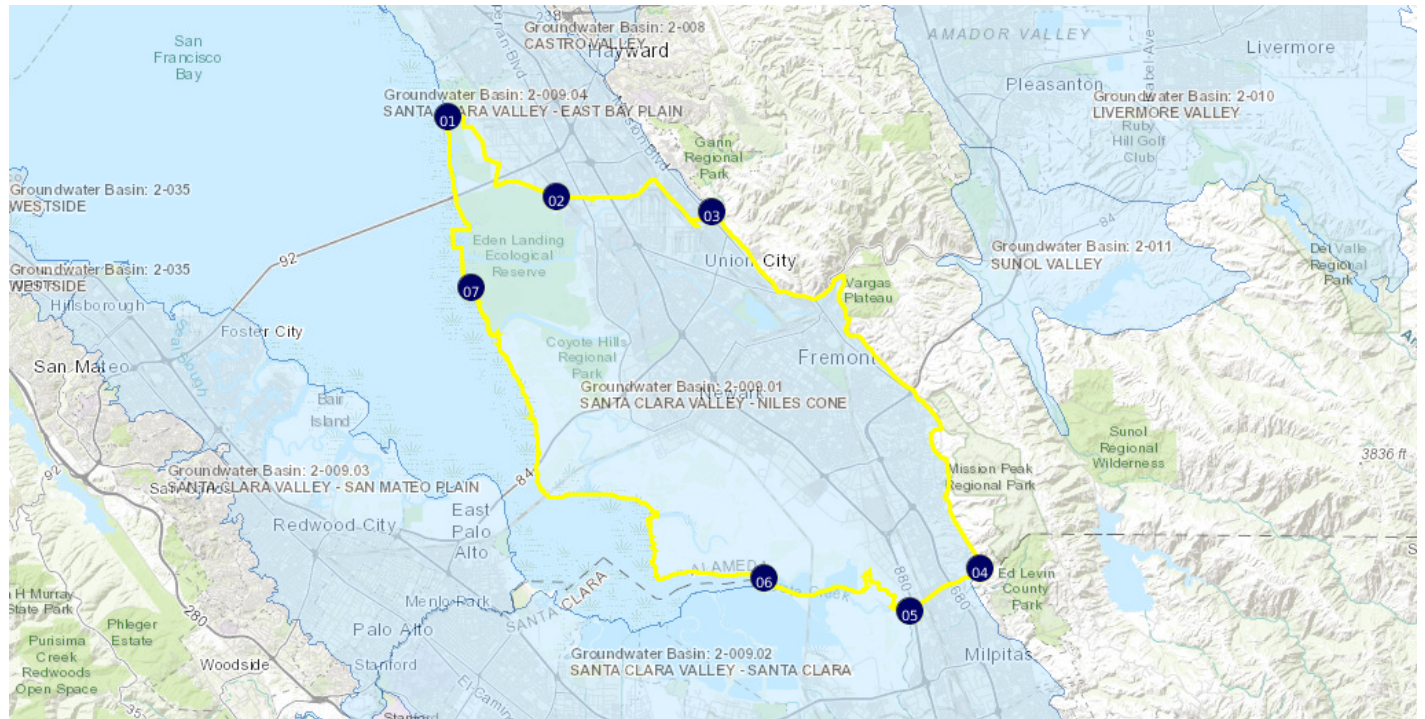 San
Francisco
Bay
238
Groundwater Basin: 2-008
CASTRO VALLEY
Hayward
AMADOR VALLEY
Livermore
Pleasanton
Groundwater Basin: 2-009.04
SANTA CLARA VALLEY - EAST BAY PLAIN
Groundwater Basin: 2-010
LIVERMORE VALLEY
01
Ruby
Hill Golf
Club
Regional
Park
Groundwater Basin: 2-035
WESTSIDE
02
03
84
92
Eden Landing
Ecological
Reserve
Union City
Groundwater Basin: 2-011
SUNOL VALLEY
Del Valle
Regional
Park
Groundwater Basin: 2-035
WESTSIDE
Hillsborough
07
Vargas
Plateau
Foster City
San Mateo
Coyote Hills
Regional
Park
Fremont
Groundwater Basin: 2-009.01
SANTA CLARA VALLEY - NILES CONE
Newark
Bair
Island
Sunol
Regional
Wilderness
3836 ft
92
Groundwater Basin: 2-009.03
SANTA CLARA VALLEY - SAN MATEO PLAIN
84
Mission Peak
Regional Park
Redwood City
East
Palo
Alto
ALAMEDA
04
06
880
680
Ed Levin
County
Park
05
Menlo Park
SANTA CLARA
280
Phleger
Estate
Palo Alto
Purisima
Creek
Redwoods
Open Space
Woodside
Stanford
Groundwater Basin: 2-009.02
SANTA CLARA VALLEY - SANTA CLARA
Milpitas
35